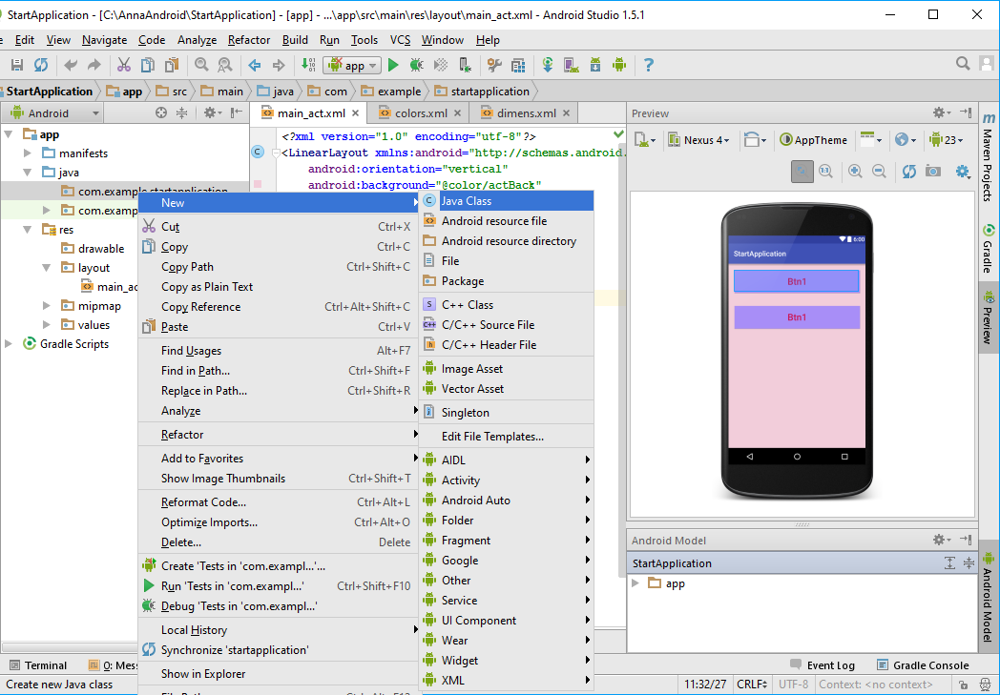 StartApplication - [C:\AnnaAndroid\StartApplication] - [app] - ...\app\src\main\res\layout\main_act.xml - Android Studio 1.5.1
Edit View Navigate Code Analyze Refactor Build Run Tools VCS Window Help
app
StartApplication app src main java com example startapplication
Android
main_act.xml colors.xml dimens.xml
Preview
Nexus 4 AppTheme 23
app
manifests
java
com.example.startapplication
com.examp
res
drawable
layout
main_ac
mipmap
values
Gradle Scripts
<?xml version="1.0" encoding="utf-8"?>
<LinearLayout xmlns:android="http://schemas.android.
android:orientation="vertical"
android:background="@color/actBack"
New
Cut Ctrl+X
Copy Ctrl+C
Copy Path Ctrl+Shift+C
Copy as Plain Text
Copy Reference Ctrl+Alt+Shift+C
Paste Ctrl+V
Find Usages Alt+F7
Find in Path... Ctrl+Shift+F
Replace in Path... Ctrl+Shift+R
Analyze
Refactor
Add to Favorites
Show Image Thumbnails Ctrl+Shift+T
Reformat Code... Ctrl+Alt+L
Optimize Imports... Ctrl+Alt+O
Delete... Delete
Create 'Tests in 'com.exampl...'...
Run 'Tests in 'com.exampl...' Ctrl+Shift+F10
Debug 'Tests in 'com.exampl...'
Local History
Synchronize 'startapplication'
Show in Explorer
Java Class
Android resource file
Android resource directory
File
Package
C++ Class
C/C++ Source File
C/C++ Header File
Image Asset
Vector Asset
Singleton
Edit File Templates...
AIDL
Activity
Android Auto
Folder
Fragment
Google
Other
Service
UI Component
Wear
Widget
XML
6:00
StartApplication
Btn1
Btn1
Android Model
StartApplication
app
m Maven Projects
Gradle
Preview
Android Model
Terminal 0: Mess
Event Log Gradle Console
Create new Java class
11:32/27 CRLF UTF-8 Context: <no context>